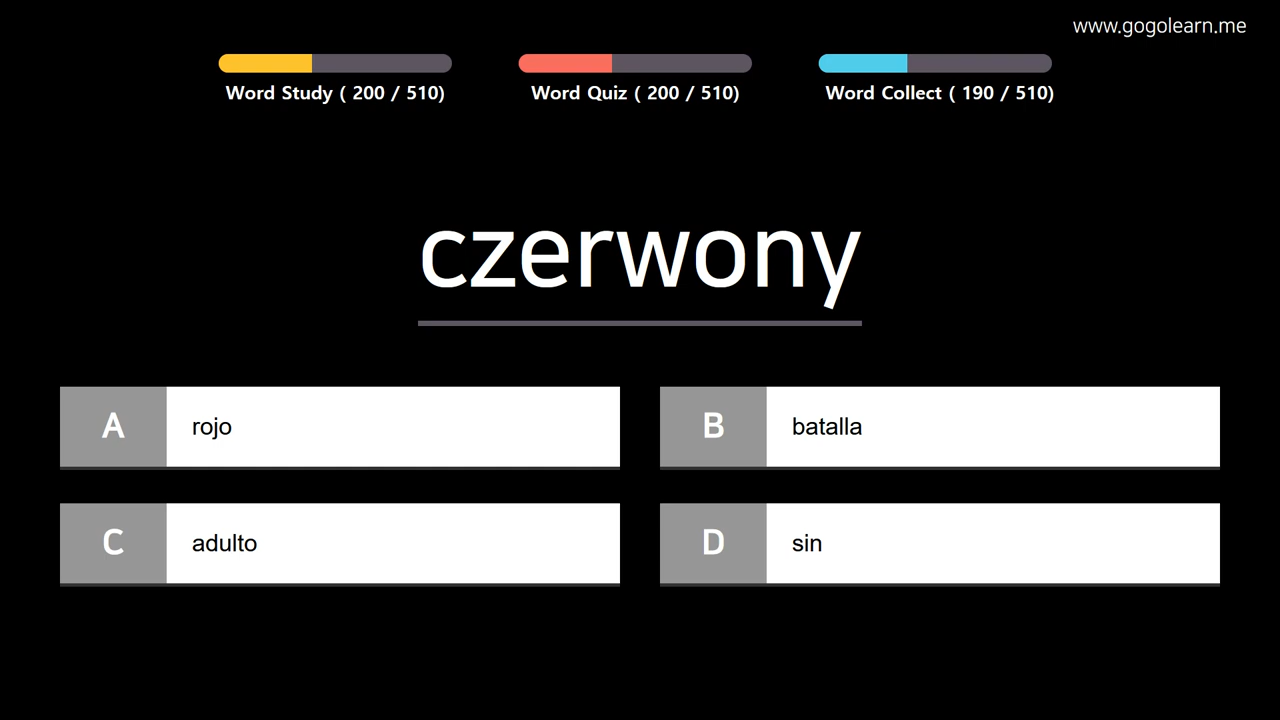 www.gogolearn.me
Word Study ( 200 / 510)
Word Quiz ( 200 / 510)
Word Collect ( 190 / 510)
czerwony
A rojo
B batalla
C adulto
D sin